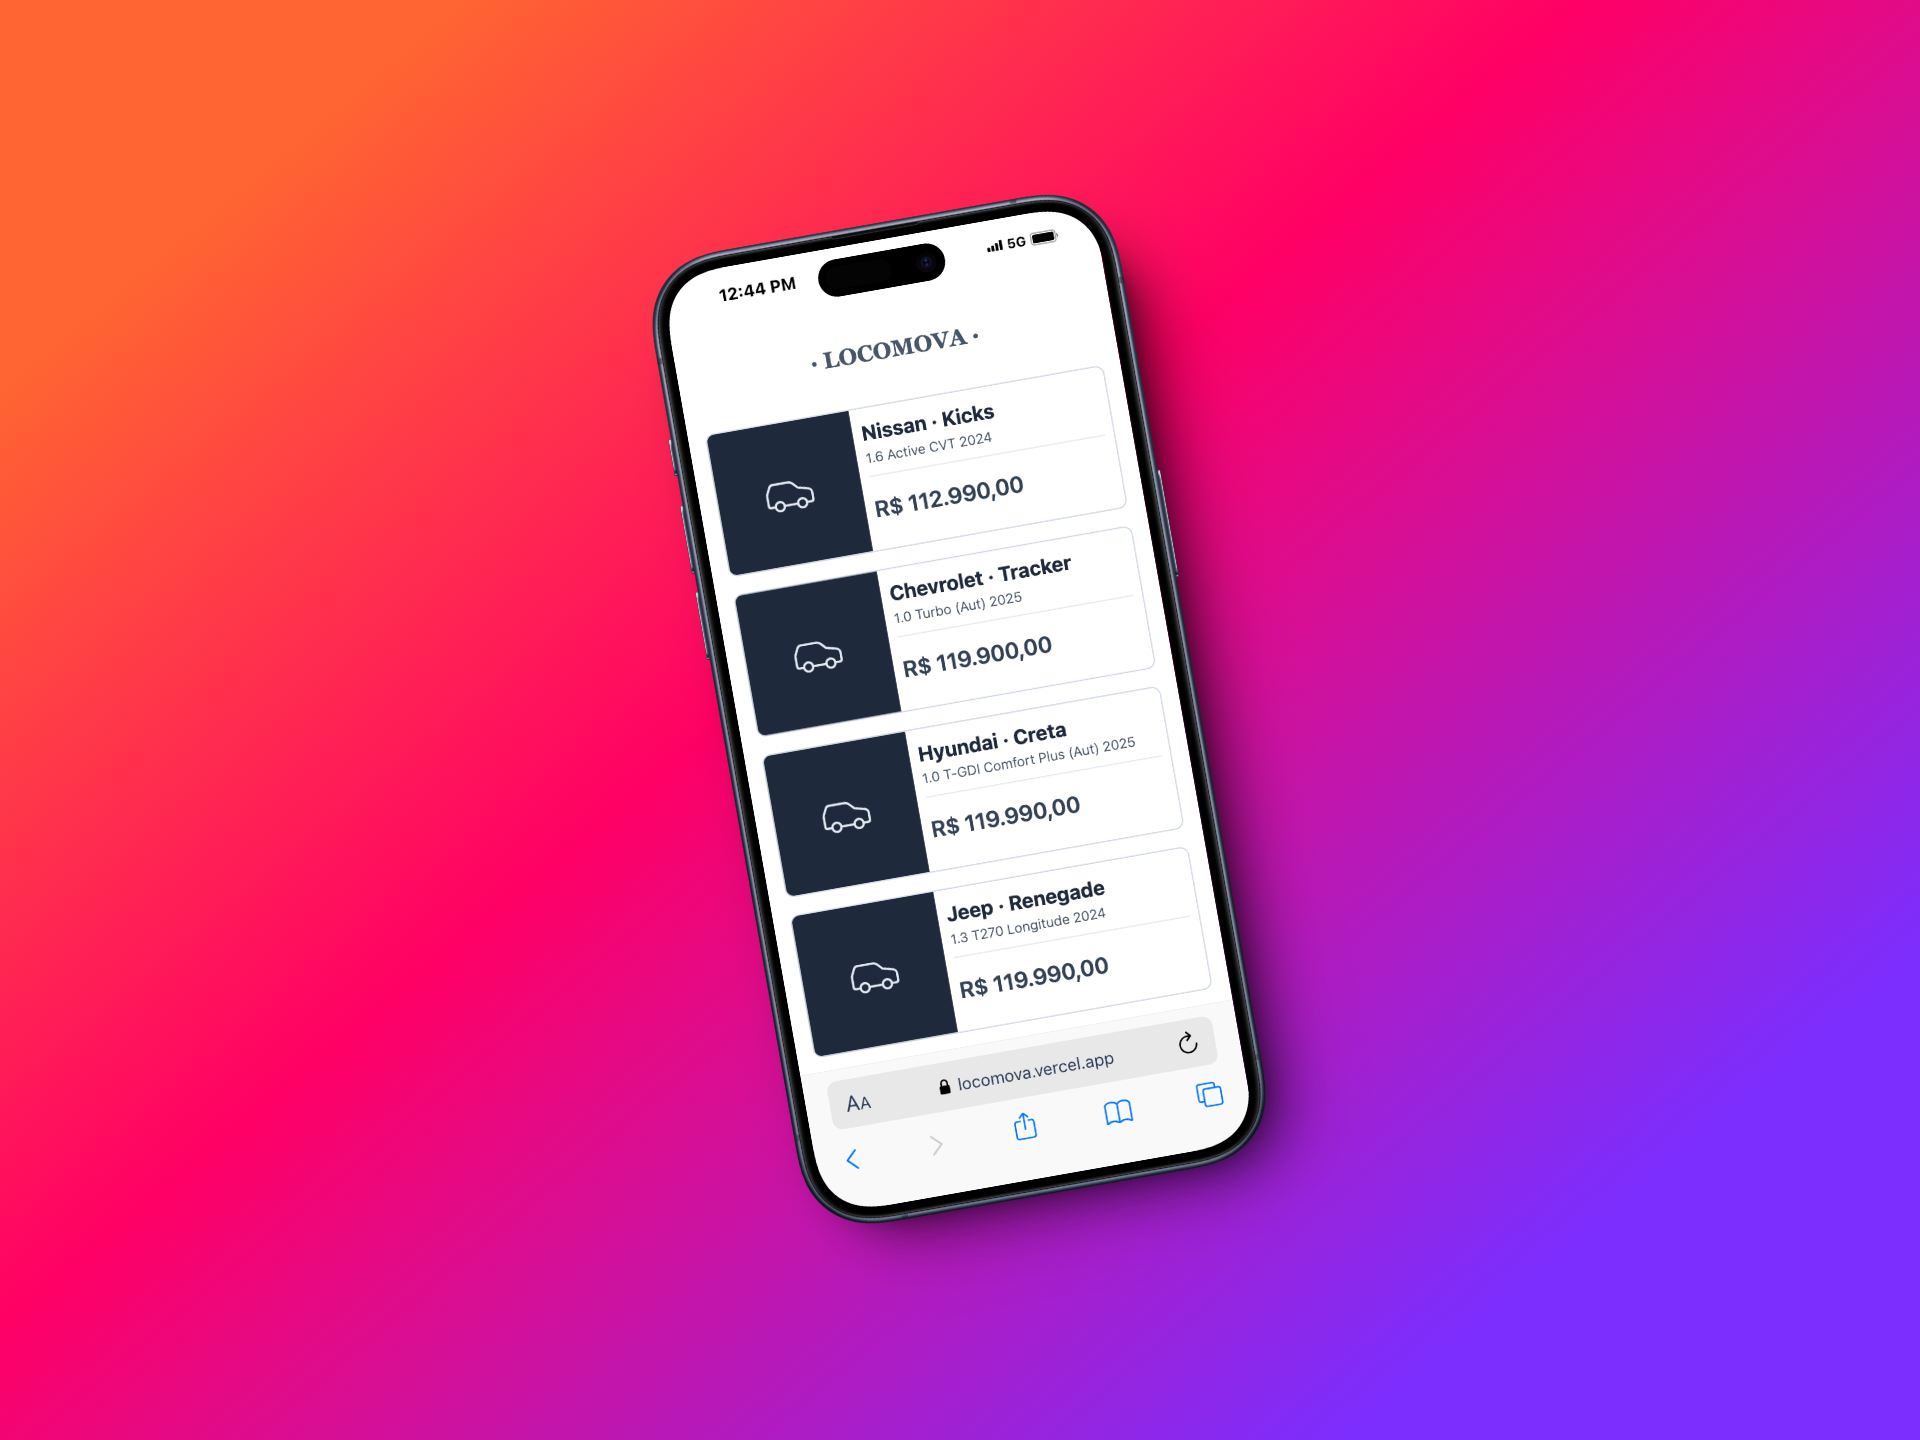 12:44 PM
5G
· LOCOMOVA ·
Nissan · Kicks
1.6 Active CVT 2024
R$ 112.990,00
Chevrolet · Tracker
1.0 Turbo (Aut) 2025
R$ 119.900,00
Hyundai · Creta
1.0 T-GDI Comfort Plus (Aut) 2025
R$ 119.990,00
Jeep · Renegade
1.3 T270 Longitude 2024
R$ 119.990,00
AA locomova.vercel.app